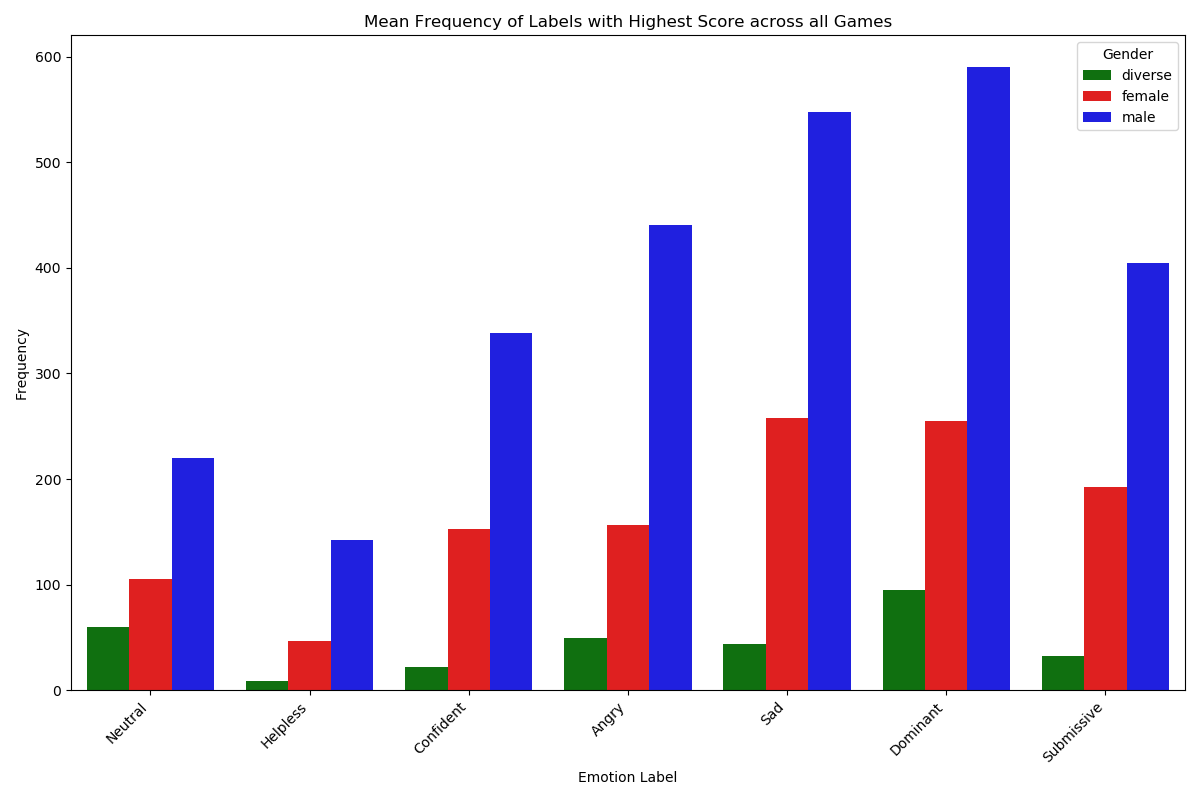 Mean Frequency of Labels with Highest Score across all Games
Gender
diverse
female
male
600
500
400
300
200
100
0
Frequency
Neutral
Helpless
Confident
Angry
Sad
Dominant
Submissive
Emotion Label